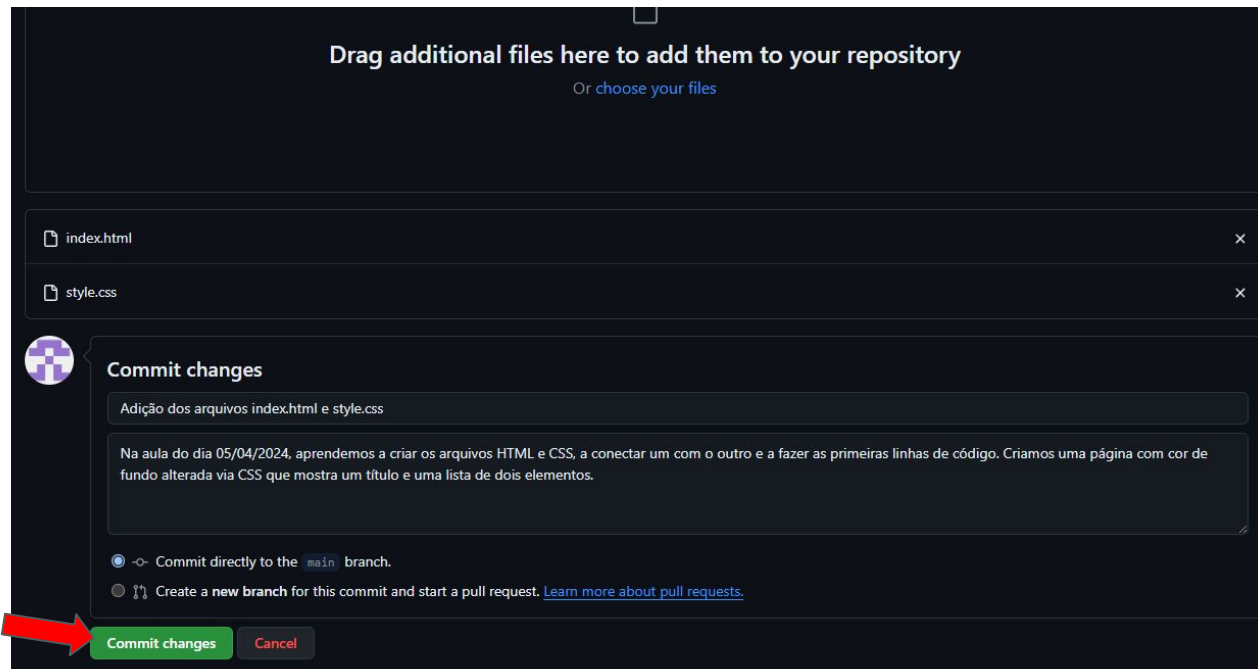 Drag additional files here to add them to your repository
Or choose your files
index.html
style.css
Commit changes
Adição dos arquivos index.html e style.css
Na aula do dia 05/04/2024, aprendemos a criar os arquivos HTML e CSS, a conectar um com o outro e a fazer as primeiras linhas de código. Criamos uma página com cor de
fundo alterada via CSS que mostra um título e uma lista de dois elementos.
Commit directly to the main branch.
Create a new branch for this commit and start a pull request. Learn more about pull requests.
Commit changes Cancel